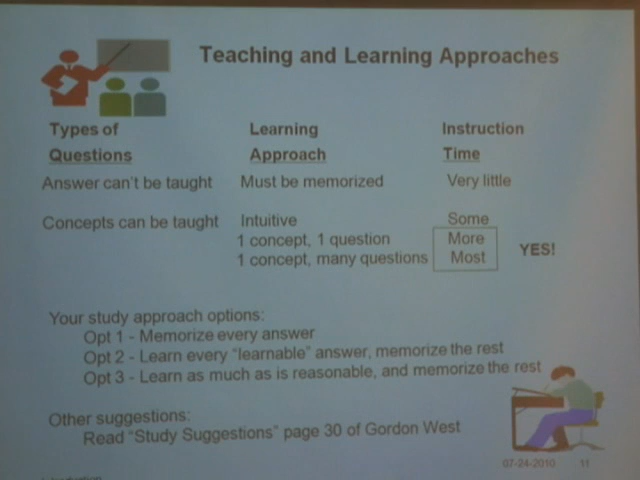 Teaching and Learning Approaches
Types of Questions Learning Approach Instruction Time
Answer can't be taught Must be memorized Very little
Concepts can be taught Intuitive Some
1 concept, 1 question More
1 concept, many questions Most YES!
Your study approach options:
Opt 1 - Memorize every answer
Opt 2 - Learn every "learnable" answer, memorize the rest
Opt 3 - Learn as much as is reasonable, and memorize the rest
Other suggestions:
Read "Study Suggestions" page 30 of Gordon West
07-24-2010 11